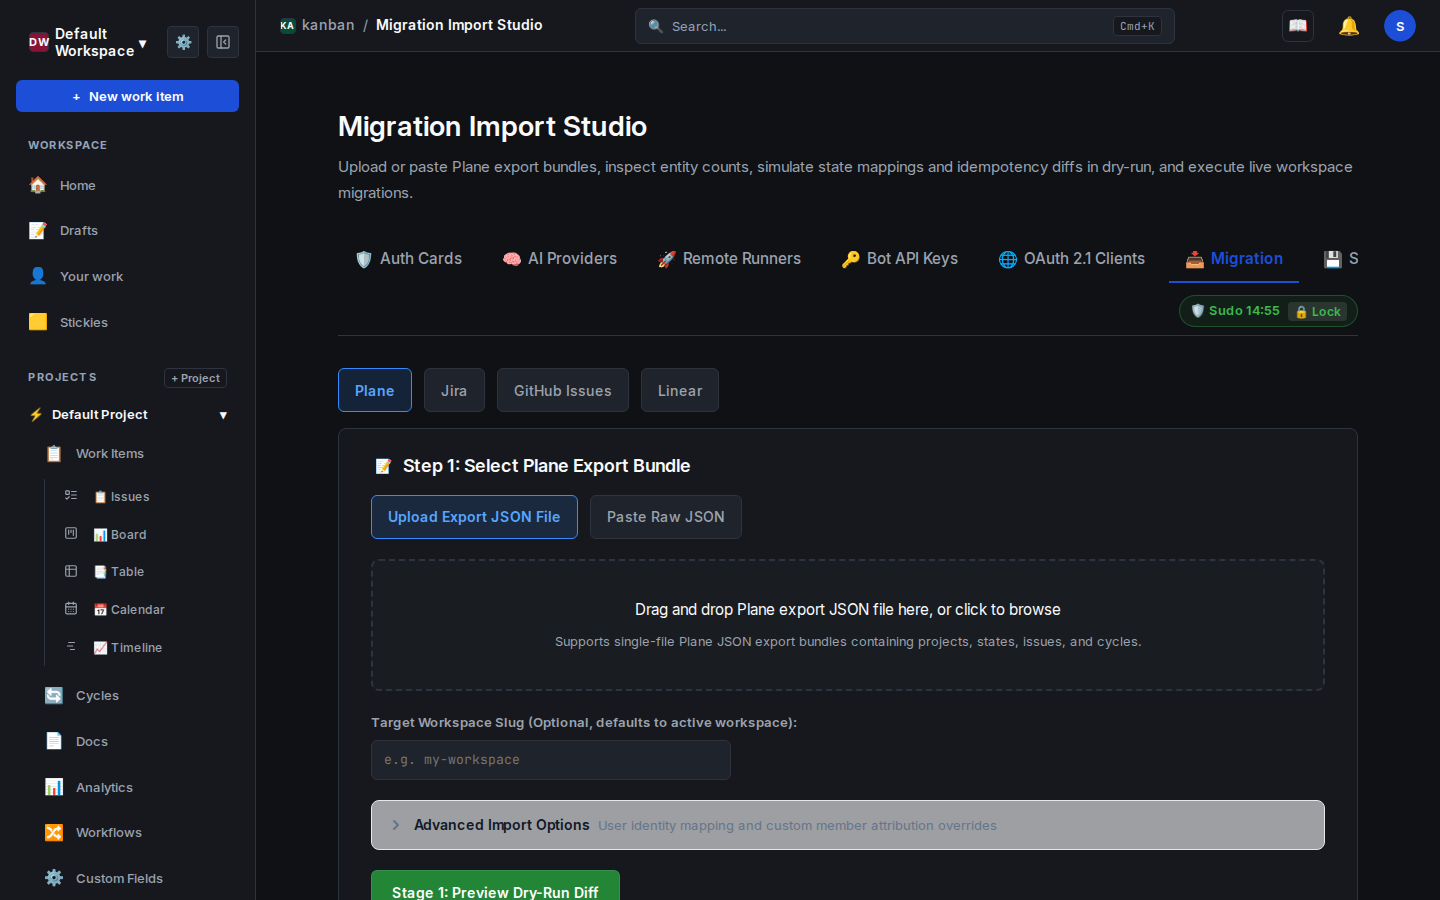 DW
Default
Workspace ▾
+ New work item
WORKSPACE
Home
Drafts
Your work
Stickies
PROJECTS
+ Project
Default Project ▾
Work Items
Issues
Board
Table
Calendar
Timeline
Cycles
Docs
Analytics
Workflows
Custom Fields
KA kanban / Migration Import Studio
Search...
Cmd+K
S
Migration Import Studio
Upload or paste Plane export bundles, inspect entity counts, simulate state mappings and idempotency diffs in dry-run, and execute live workspace
migrations.
Auth Cards
AI Providers
Remote Runners
Bot API Keys
OAuth 2.1 Clients
Migration
S
Sudo 14:55
Lock
Plane
Jira
GitHub Issues
Linear
Step 1: Select Plane Export Bundle
Upload Export JSON File
Paste Raw JSON
Drag and drop Plane export JSON file here, or click to browse
Supports single-file Plane JSON export bundles containing projects, states, issues, and cycles.
Target Workspace Slug (Optional, defaults to active workspace):
e.g. my-workspace
Advanced Import Options User identity mapping and custom member attribution overrides
Stage 1: Preview Dry-Run Diff